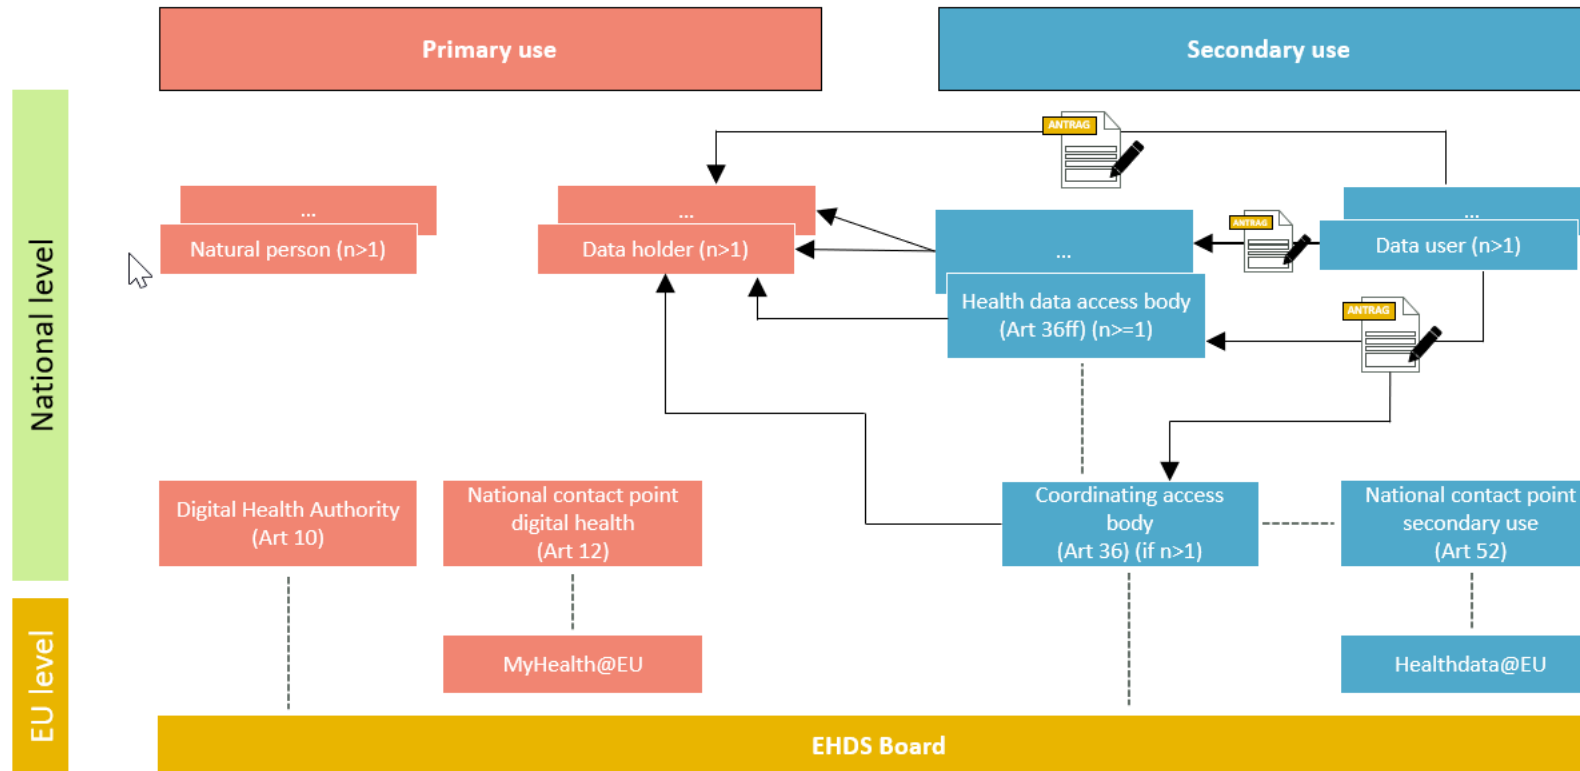 Primary use
Secondary use
National level
EU level
ANTRAG
...
...
...
...
ANTRAG
Natural person (n>1)
Data holder (n>1)
Data user (n>1)
Health data access body
(Art 36ff) (n>=1)
ANTRAG
Digital Health Authority
(Art 10)
National contact point
digital health
(Art 12)
Coordinating access
body
(Art 36) (if n>1)
National contact point
secondary use
(Art 52)
MyHealth@EU
Healthdata@EU
EHDS Board